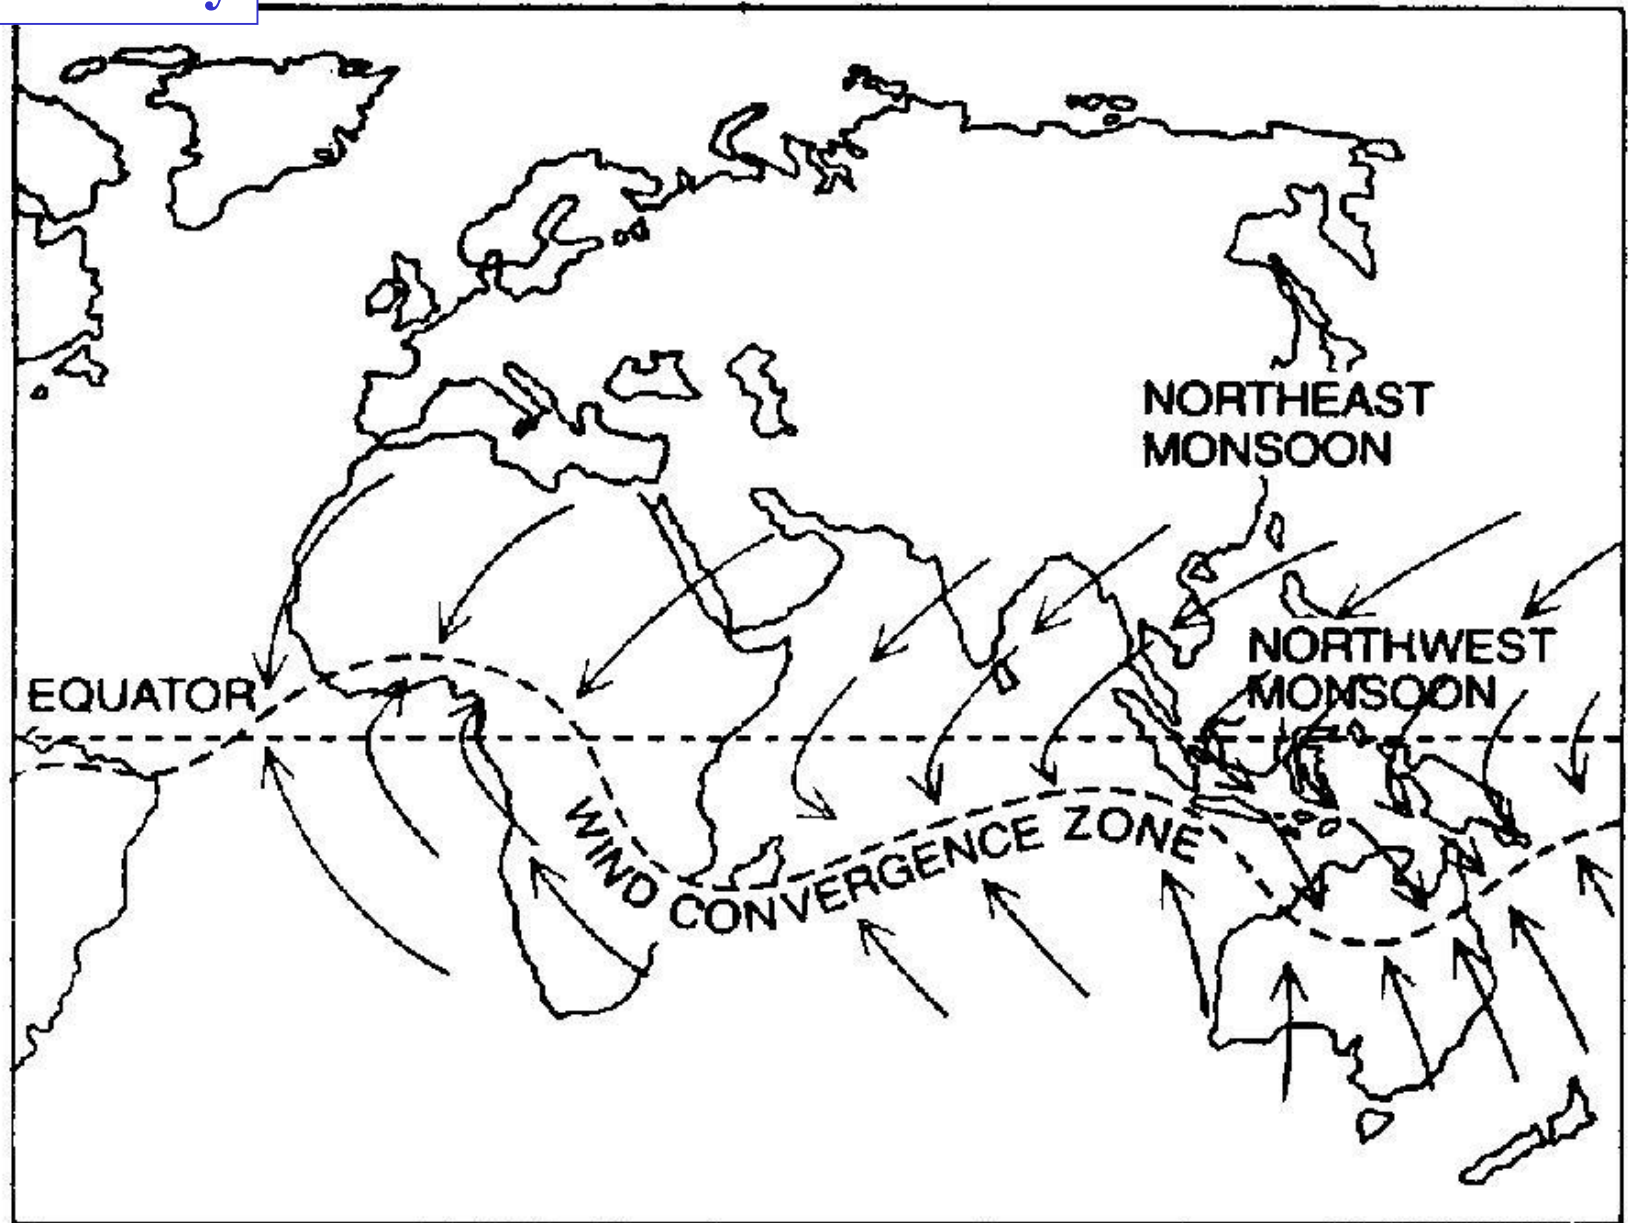 NORTHEAST
MONSOON
NORTHWEST
MONSOON
EQUATOR
WIND CONVERGENCE ZONE